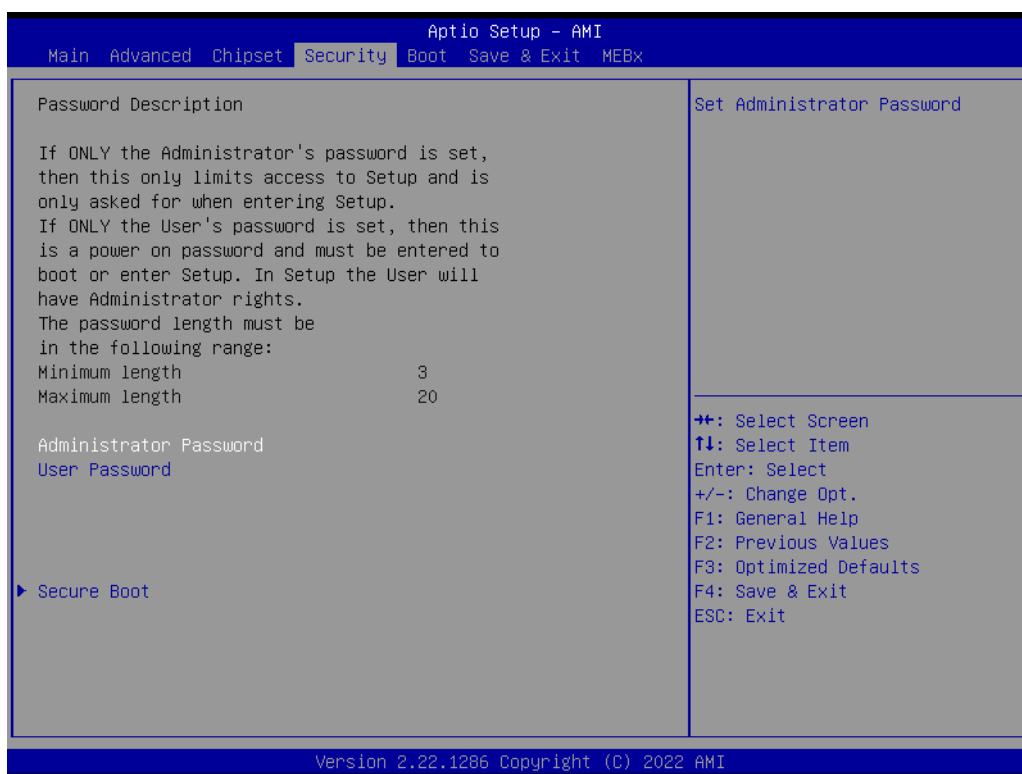 Aptio Setup – AMI
Main Advanced Chipset Security Boot Save & Exit MEBx
Password Description
If ONLY the Administrator's password is set,
then this only limits access to Setup and is
only asked for when entering Setup.
If ONLY the User's password is set, then this
is a power on password and must be entered to
boot or enter Setup. In Setup the User will
have Administrator rights.
The password length must be
in the following range:
Minimum length 3
Maximum length 20
Administrator Password
User Password
▶ Secure Boot
Set Administrator Password
→←: Select Screen
↑↓: Select Item
Enter: Select
+/-: Change Opt.
F1: General Help
F2: Previous Values
F3: Optimized Defaults
F4: Save & Exit
ESC: Exit
Version 2.22.1286 Copyright (C) 2022 AMI